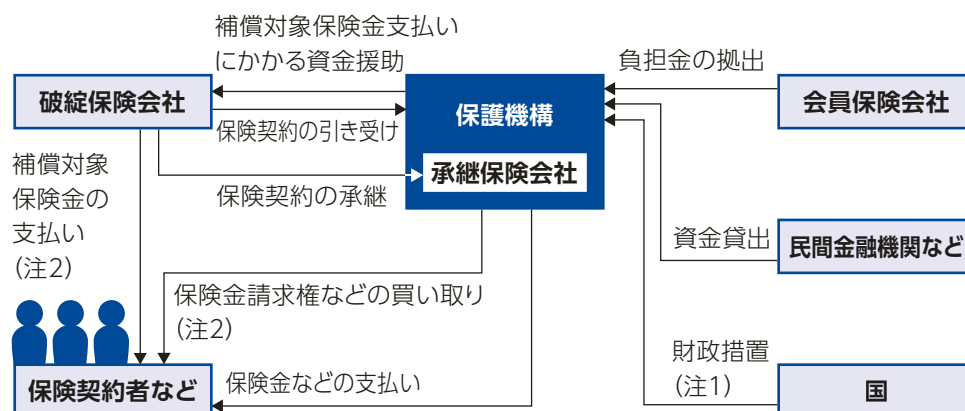 補償対象保険金支払い
にかかる資金援助
負担金の拠出
破綻保険会社
保護機構
会員保険会社
保険契約の引き受け
承継保険会社
補償対象
保険金の
支払い
(注2)
保険契約の承継
資金貸出
民間金融機関など
保険金請求権などの買い取り
(注2)
財政措置
(注1)
保険契約者など
保険金などの支払い
国